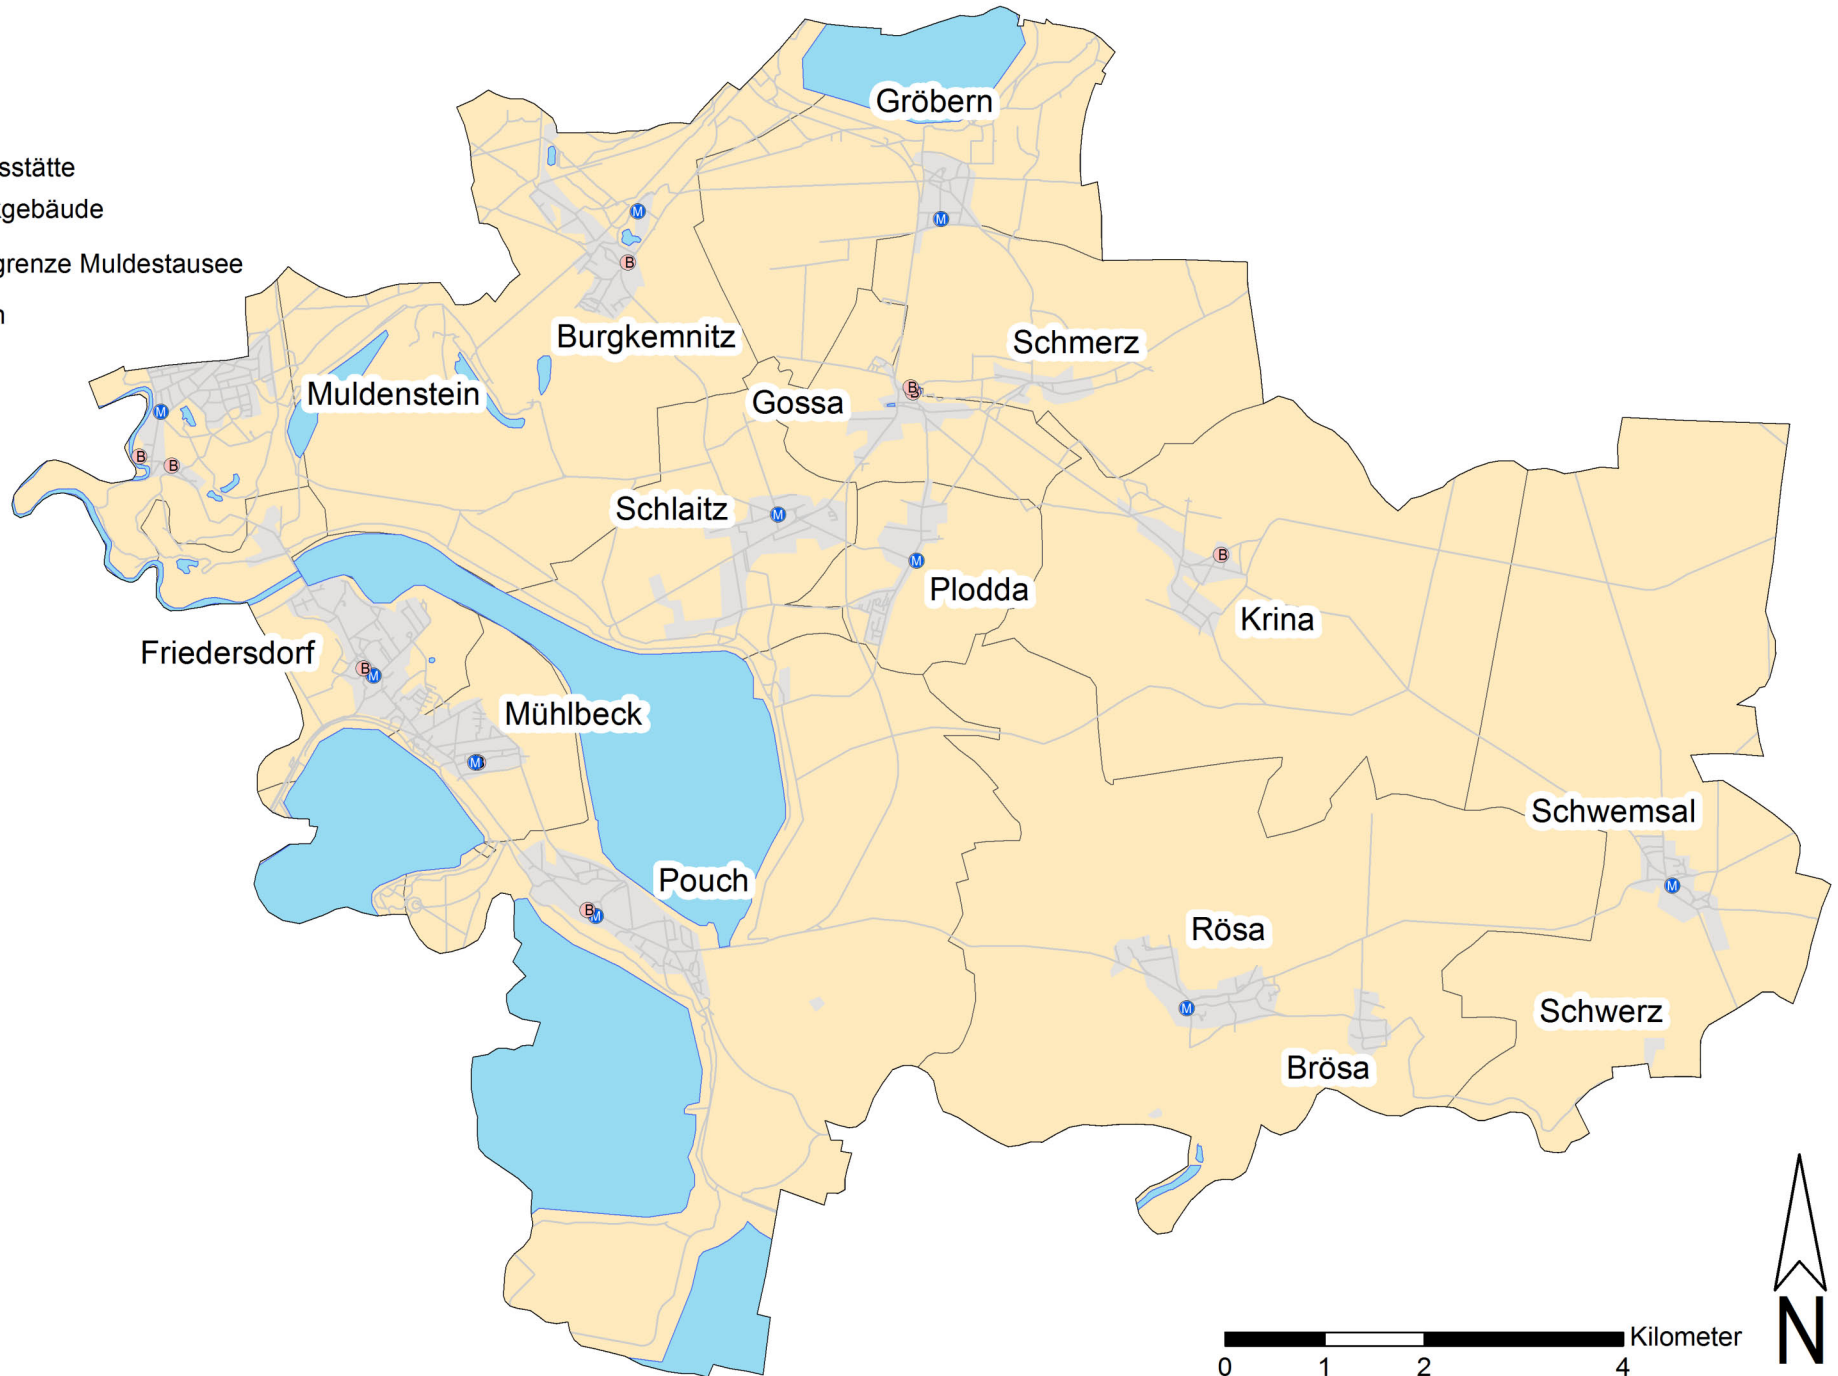 Gröbern
sstätte
gebäude
grenze Muldestausee
n
M
M
B
Burgkemnitz
Schmerz
Muldenstein
Gossa
B
B
M
B
B
Schlaitz
M
M
B
Plodda
Krina
Friedersdorf
B
M
Mühlbeck
M
Schwemsal
Pouch
M
B
M
Rösa
M
Schwerz
Brösa
N
Kilometer
0 1 2 4